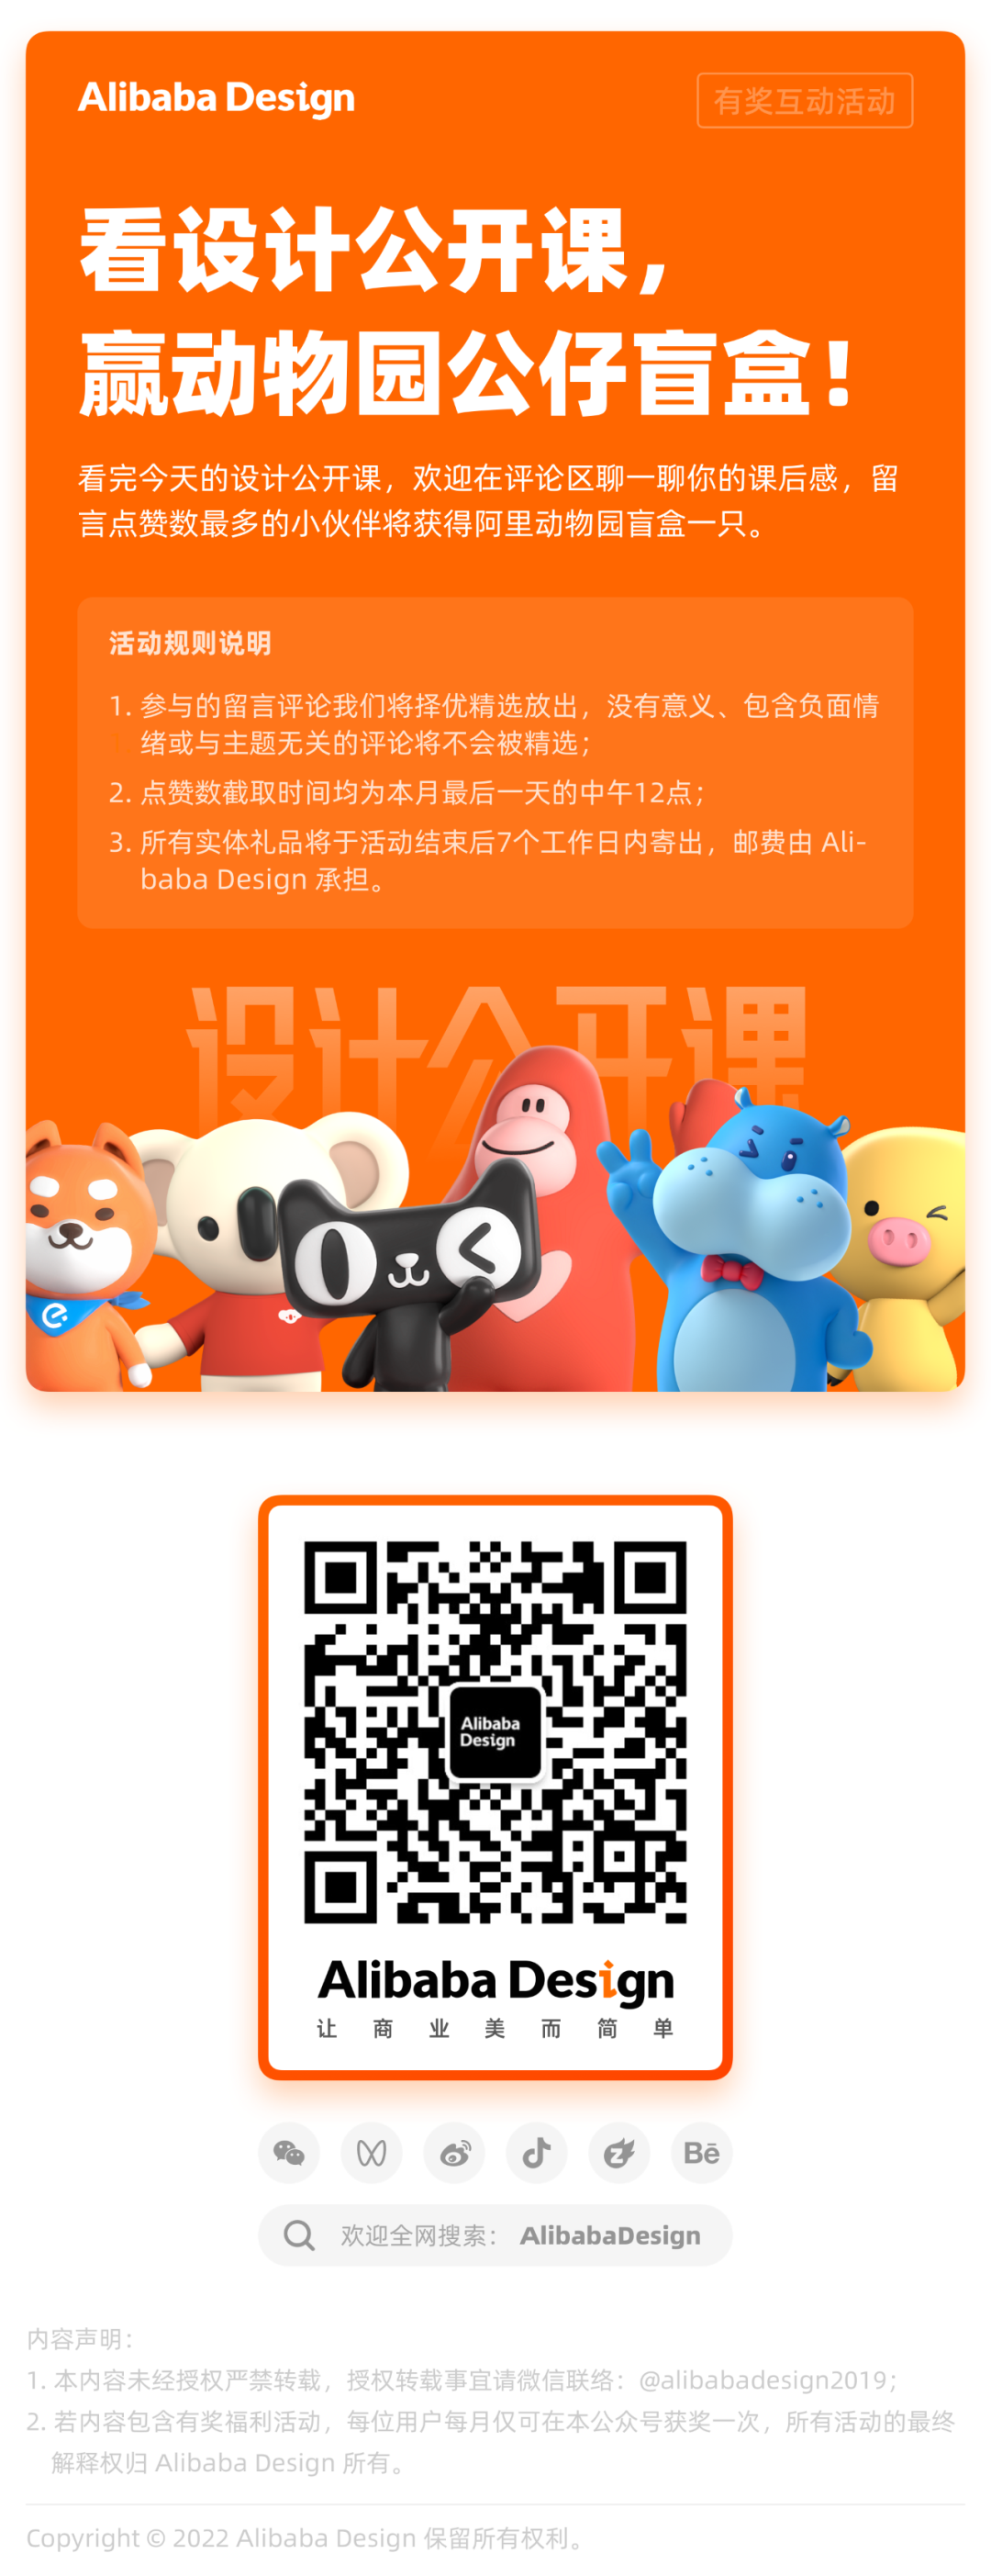 Alibaba Design
有奖互动活动
看设计公开课，
赢动物园公仔盲盒！
看完今天的设计公开课，欢迎在评论区聊一聊你的课后感，留
言点赞数最多的小伙伴将获得阿里动物园盲盒一只。
活动规则说明
1. 参与的留言评论我们将择优精选放出，没有意义、包含负面情
绪或与主题无关的评论将不会被精选；
2. 点赞数截取时间均为本月最后一天的中午12点；
3. 所有实体礼品将于活动结束后7个工作日内寄出，邮费由 Ali-
baba Design 承担。
设计公开课
Alibaba
Design
Alibaba Design
让商业美而简单
Bē
欢迎全网搜索： AlibabaDesign
内容声明：
1. 本内容未经授权严禁转载，授权转载事宜请微信联络：@alibabadesign2019；
2. 若内容包含有奖福利活动，每位用户每月仅可在本公众号获奖一次，所有活动的最终
解释权归 Alibaba Design 所有。
Copyright © 2022 Alibaba Design 保留所有权利。